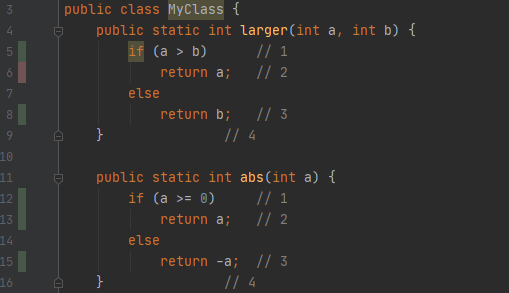 3 public class MyClass {
4 public static int larger(int a, int b) {
5 if (a > b) // 1
6 return a; // 2
7 else
8 return b; // 3
9 } // 4
10
11 public static int abs(int a) {
12 if (a >= 0) // 1
13 return a; // 2
14 else
15 return -a; // 3
16 } // 4